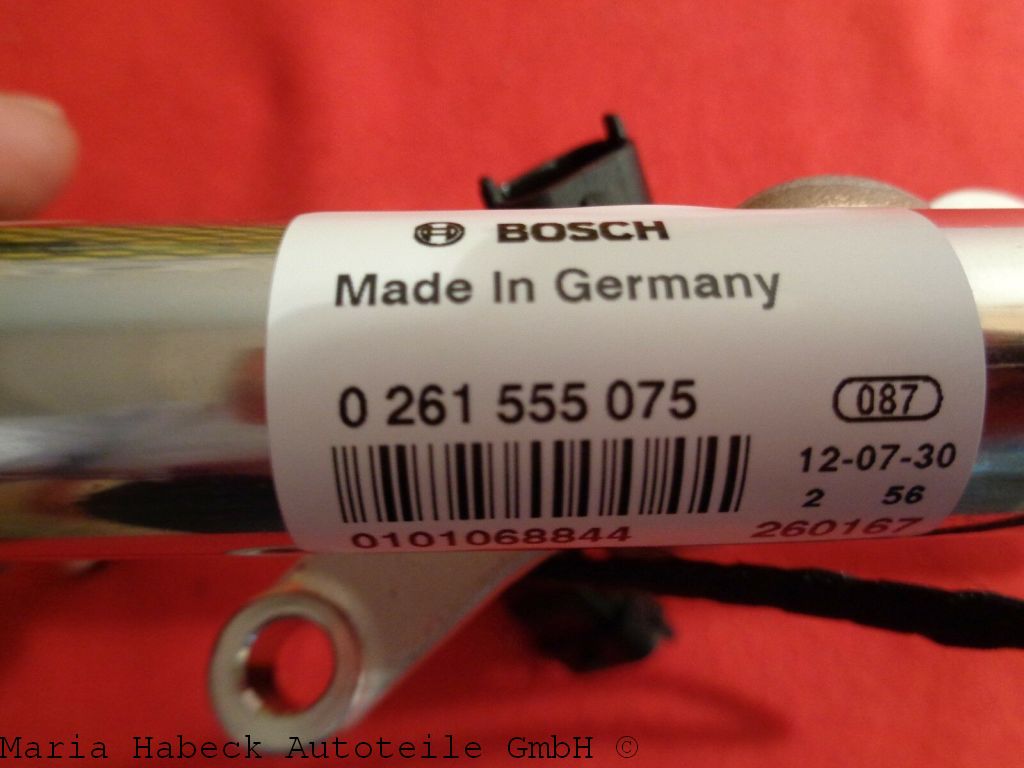 BOSCH
Made In Germany
0 261 555 075
087
12-07-30
2 56
0101068844 260167
Maria Habeck Autoteile GmbH ©